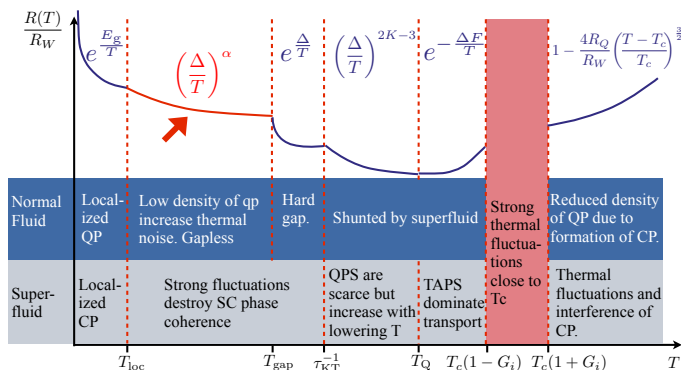 R(T)
R_W
e^{E_g/T}
(Δ/T)^α
e^{Δ/T}
(Δ/T)^{2K−3}
e^{−ΔF/T}
1 − 4R_Q/R_W ((T − T_c)/T_c)^{3/2}
Normal
Fluid
Local-
ized
QP
Low density of qp
increase thermal
noise. Gapless
Hard
gap.
Shunted by superfluid
Strong
thermal
fluctua-
tions
close to
Tc
Reduced density
of QP due to
formation of CP.
Super-
fluid
Local-
ized
CP
Strong fluctuations
destroy SC phase
coherence
QPS are
scarce but
increase with
lowering T
TAPS
dominate
transport
Thermal
fluctuations and
interference of
CP.
T_loc
T_gap
τ_KT^{−1}
T_Q
T_c(1 − G_i)
T_c(1 + G_i)
T